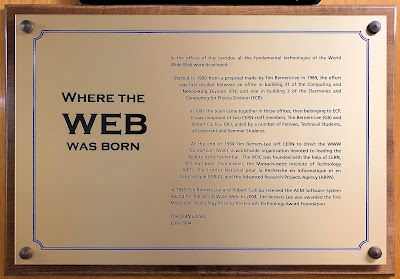 WHERE THE
WEB
WAS BORN
In the offices of this corridor, all the fundamental technologies of the World
Wide Web were developed.
Started in 1990 from a proposal made by Tim Berners-Lee in 1989, the effort
was first divided between an office in building 31 of the Computing and
Networking Division (CN) and one in building 2 of the Electronics and
Computing for Physics Division (ECP).
In 1991 the team came together in these offices, then belonging to ECP.
It was composed of two CERN staff members, Tim Berners-Lee (GB) and
Robert Cailliau (BE), aided by a number of Fellows, Technical Students,
a Coopérant and Summer Students.
At the end of 1994 Tim Berners-Lee left CERN to direct the WWW
Consortium (W3C), a world-wide organization devoted to leading the
Web to its full potential. The W3C was founded with the help of CERN,
the European Commission, the Massachusetts Institute of Technology
(MIT), the Institut National pour la Recherche en Informatique et en
Automatique (INRIA), and the Advanced Research Projects Agency (ARPA).
In 1995 Tim Berners-Lee and Robert Cailliau received the ACM Software System
Award for the World Wide Web. In 2004, Tim Berners-Lee was awarded the first
Millennium Technology Prize by the Finnish Technology Award Foundation.
The CERN Library
June 2004